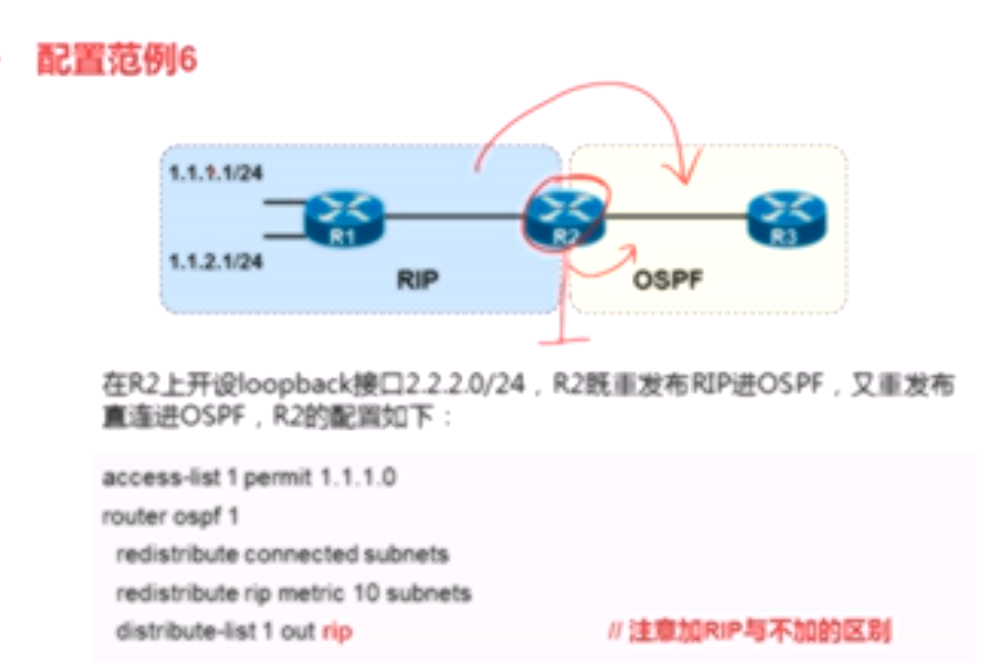 配置范例6
1.1.1.1/24
R1
R2
R3
1.1.2.1/24
RIP
OSPF
在R2上开设loopback接口2.2.2.0/24，R2既重发布RIP进OSPF，又重发布
直连进OSPF，R2的配置如下：
access-list 1 permit 1.1.1.0
router ospf 1
redistribute connected subnets
redistribute rip metric 10 subnets
distribute-list 1 out rip // 注意加RIP与不加的区别